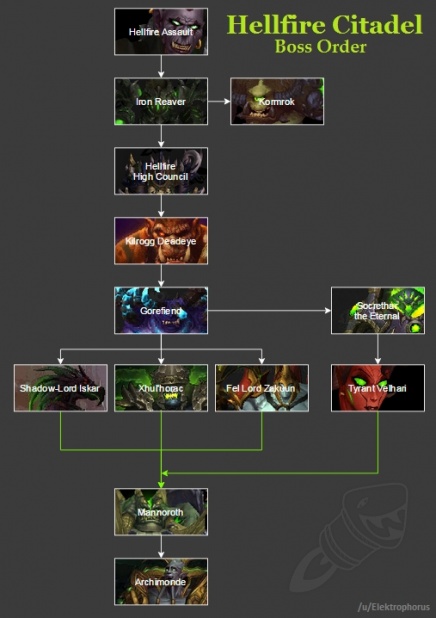 Hellfire Citadel
Boss Order
Hellfire Assault
Iron Reaver
Kormrok
Hellfire
High Council
Kilrogg Deadeye
Gorefiend
Socrethar
the Eternal
Shadow-Lord Iskar
Xhul'horac
Fel Lord Zakuun
Tyrant Velhari
Mannoroth
Archimonde
/u/Elektrophorus